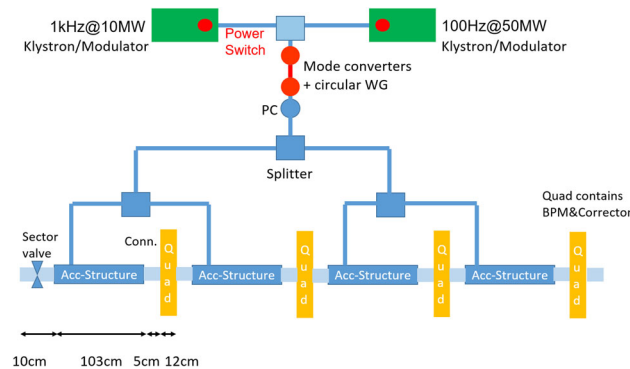 1kHz@10MW
Klystron/Modulator
Power
Switch
100Hz@50MW
Klystron/Modulator
Mode converters
+ circular WG
PC
Splitter
Quad contains
BPM&Corrector
Sector
valve
Conn.
Acc-Structure
Quad
Acc-Structure
Quad
Acc-Structure
Quad
Acc-Structure
Quad
10cm
103cm
5cm
12cm